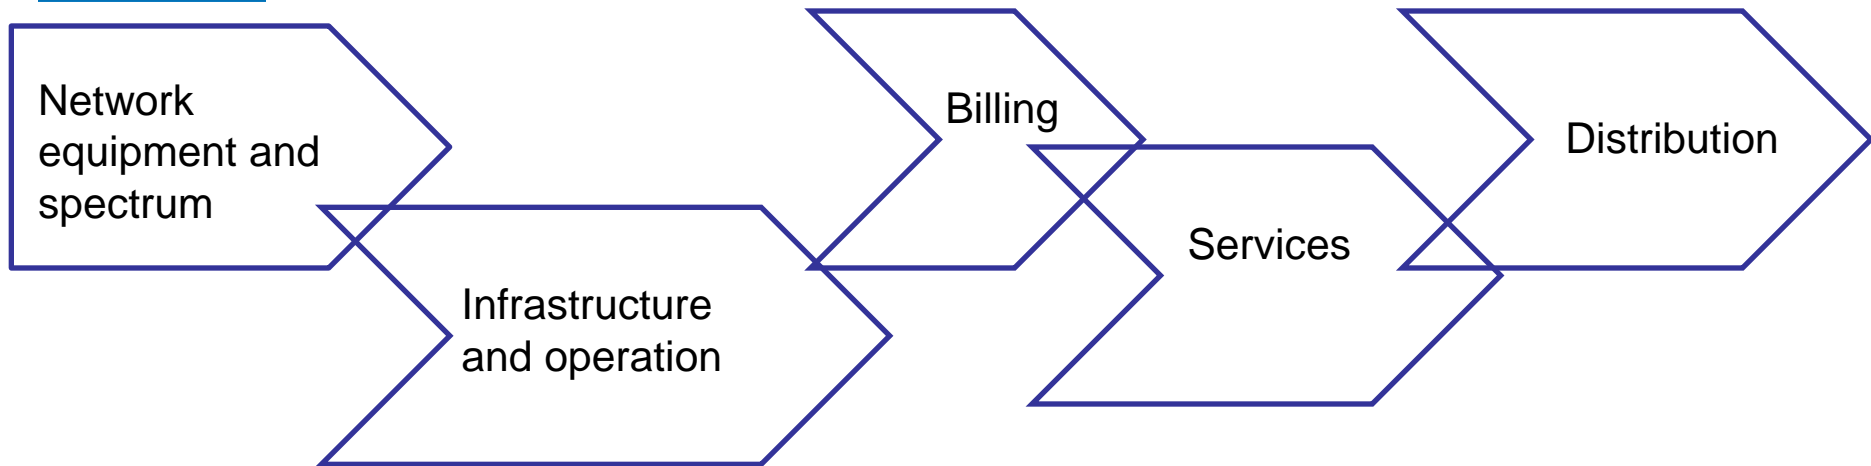 Network
equipment and
spectrum
Infrastructure
and operation
Billing
Services
Distribution